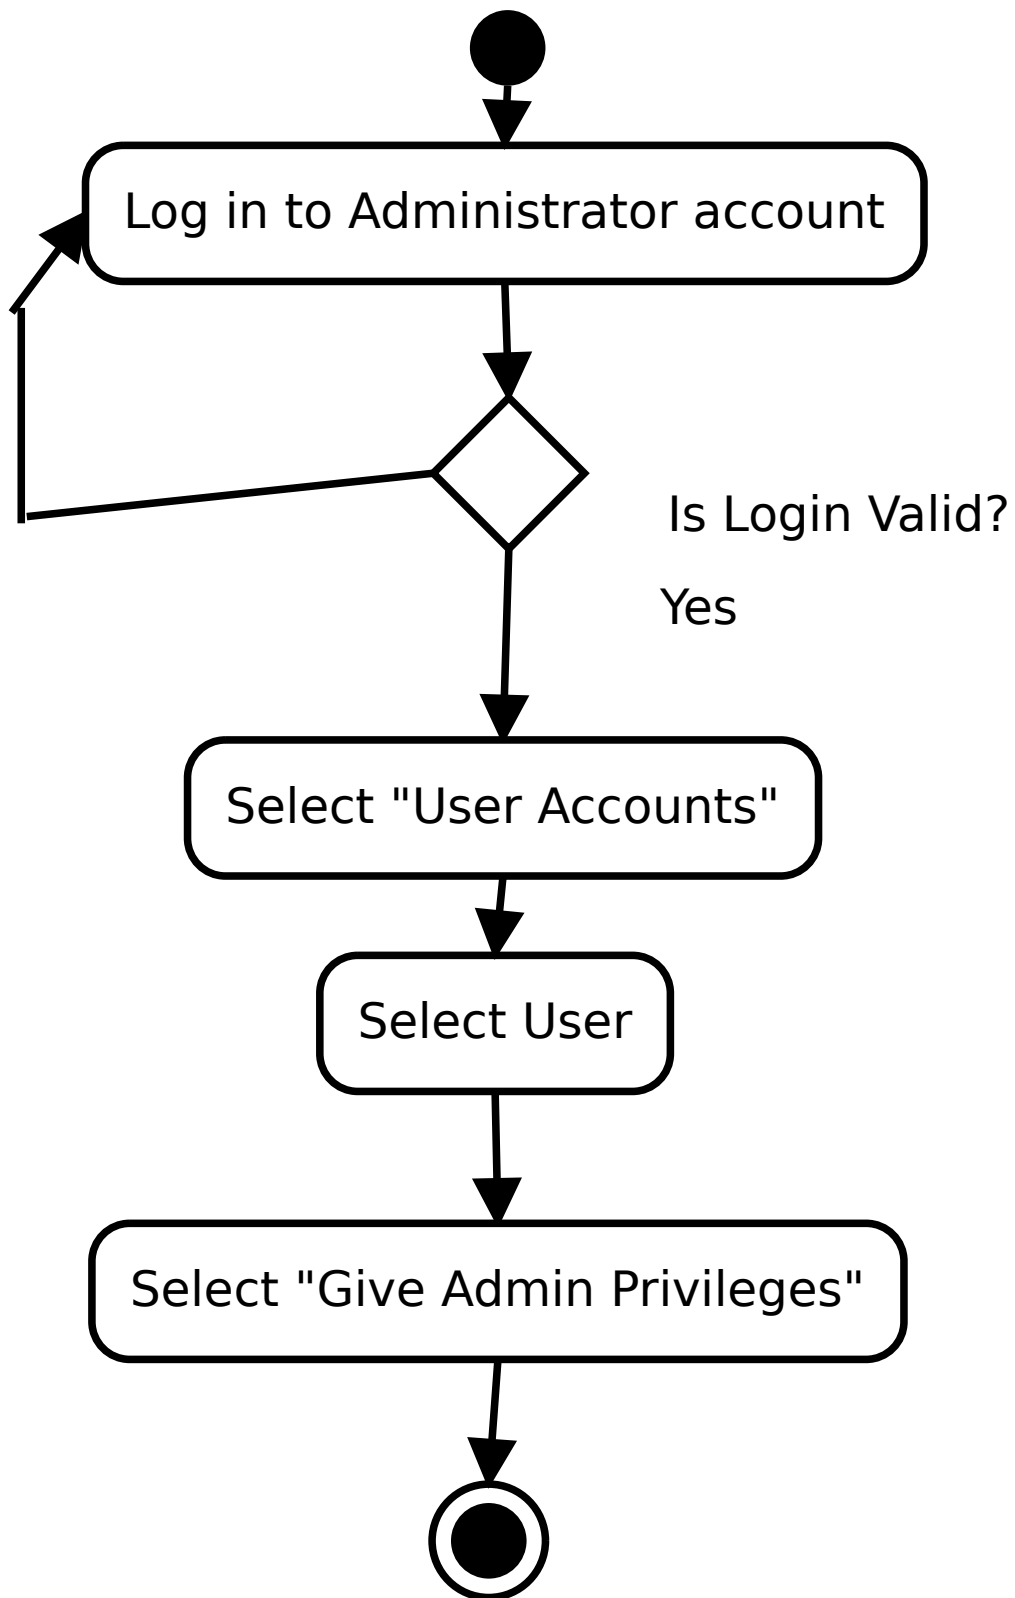 Log in to Administrator account
Is Login Valid?
Yes
Select "User Accounts"
Select User
Select "Give Admin Privileges"